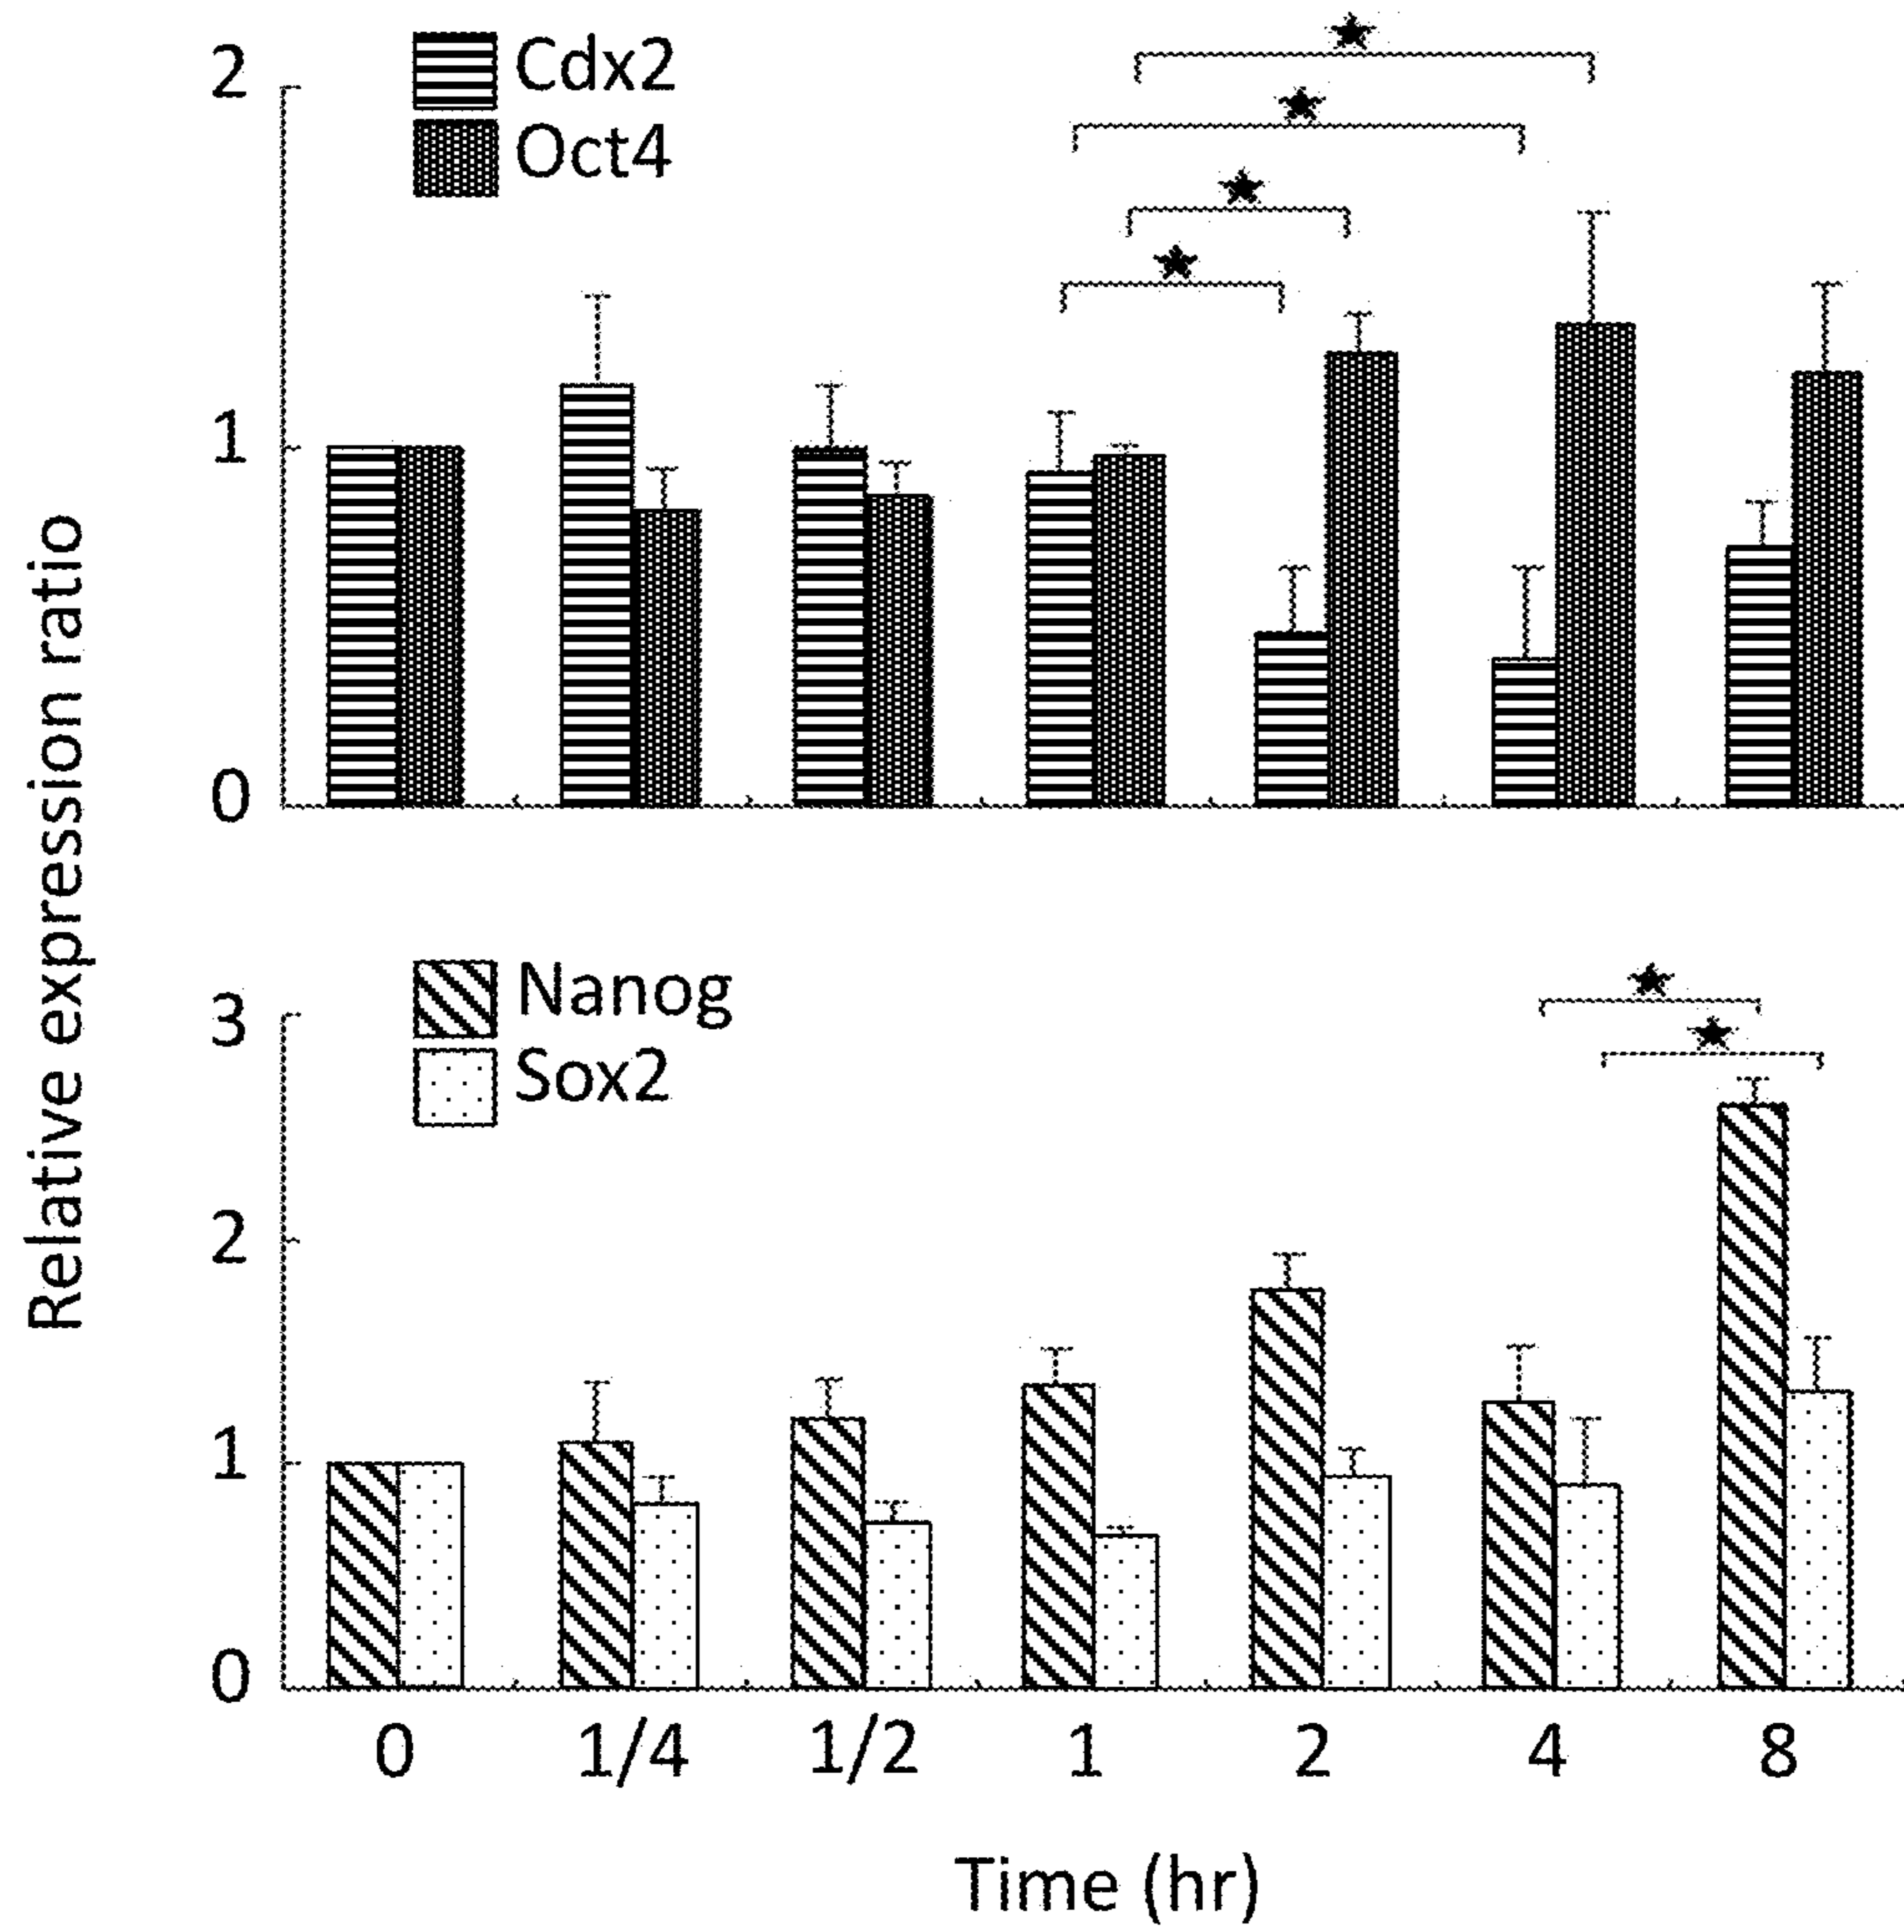 Relative expression ratio
2
1
0
Cdx2
Oct4
3
2
1
0
Nanog
Sox2
0 1/4 1/2 1 2 4 8
Time (hr)